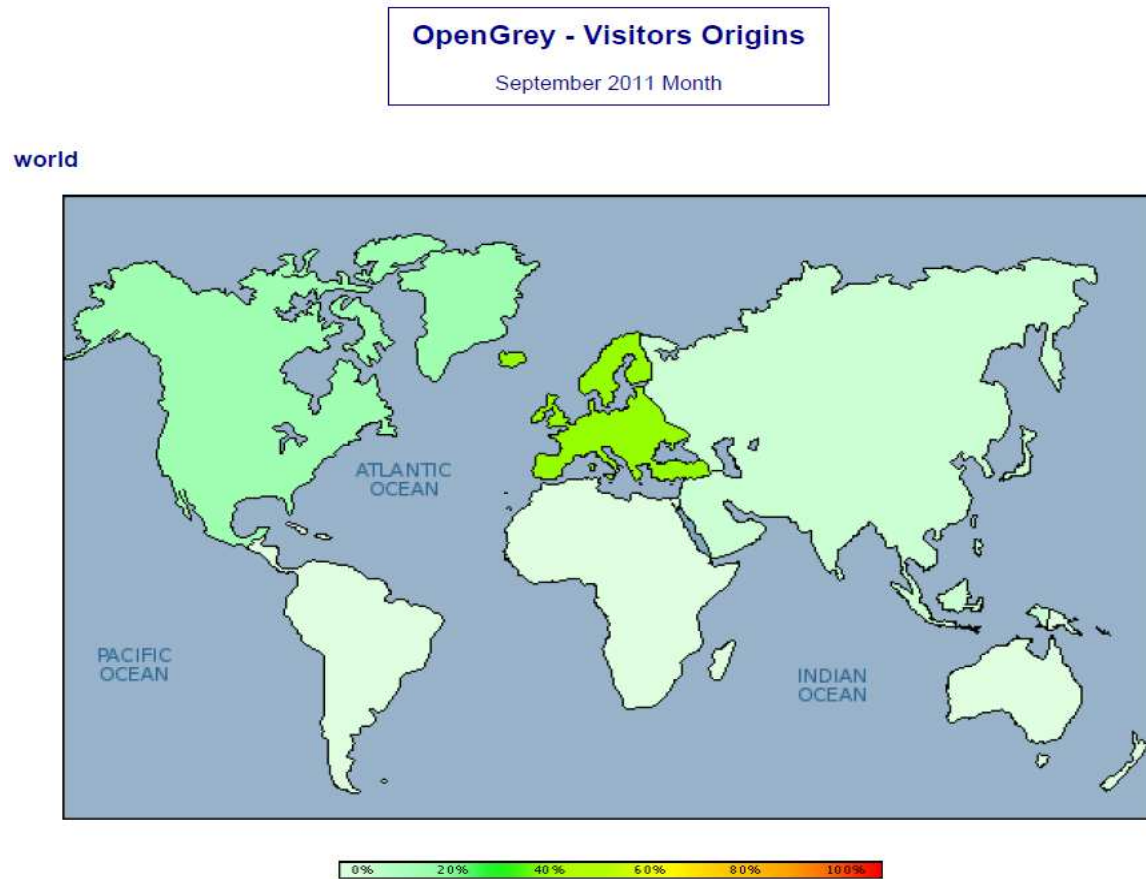 OpenGrey - Visitors Origins
September 2011 Month
world
ATLANTIC
OCEAN
PACIFIC
OCEAN
INDIAN
OCEAN
0% 20% 40% 60% 80% 100%